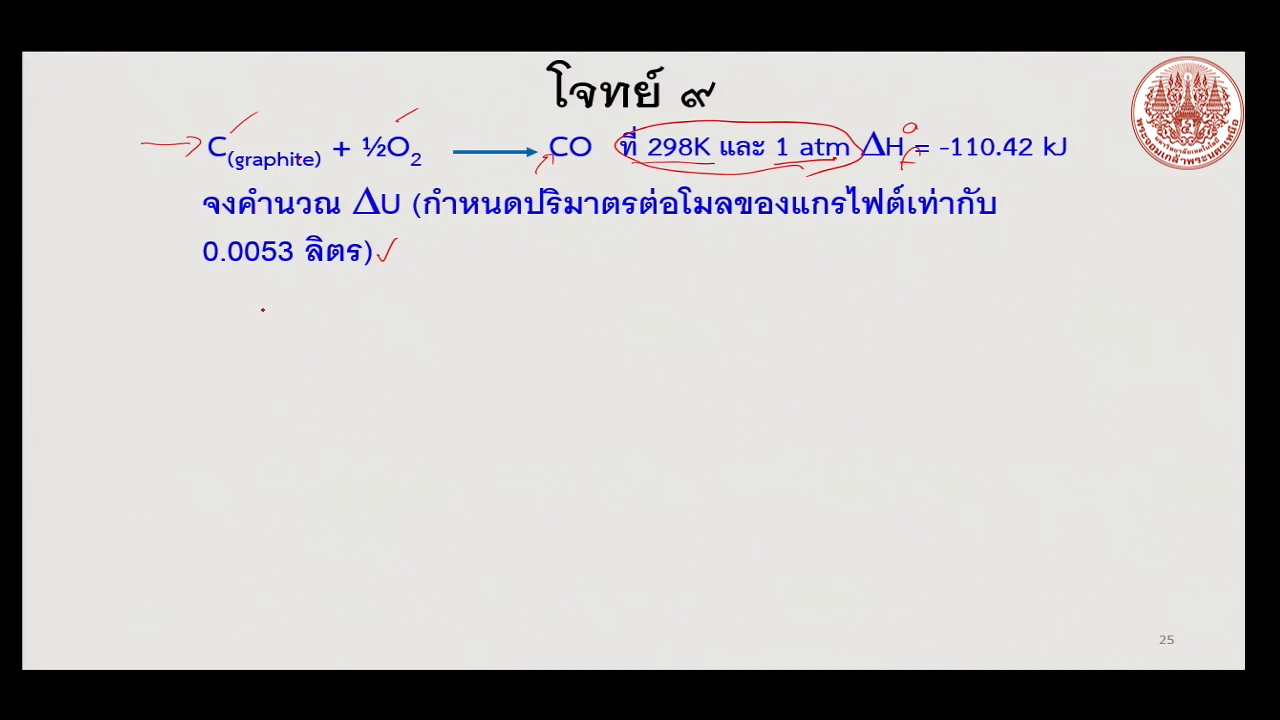 โจทย์ ๙
C(graphite) + ½O2 → CO ที่ 298K และ 1 atm ΔH°f = -110.42 kJ
จงคำนวณ ΔU (กำหนดปริมาตรต่อโมลของแกรไฟต์เท่ากับ
0.0053 ลิตร)
25